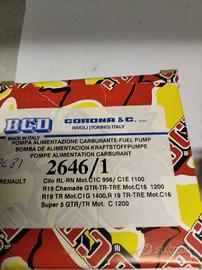 BCD
MADE IN ITALY
CORONA & C. snc
RIVOLI (TORINO) ITALY
POMPA ALIMENTAZIONE CARBURANTE-FUEL PUMP
BOMBA DE ALIMENTACION-KRAFTSTOFFPUMPE
POMPE ALIMENTATION CARBURANT
2646/1
RENAULT
Clio RL-RN Mot.C1C 956/ C1E 1100
R19 Chamade GTR-TR-TRE Mot.C16 1200
R19 TR Mot.C1G 1400,R 19 TR-TRE Mot.C16
Super 5 GTR/TR Mot. C 1200